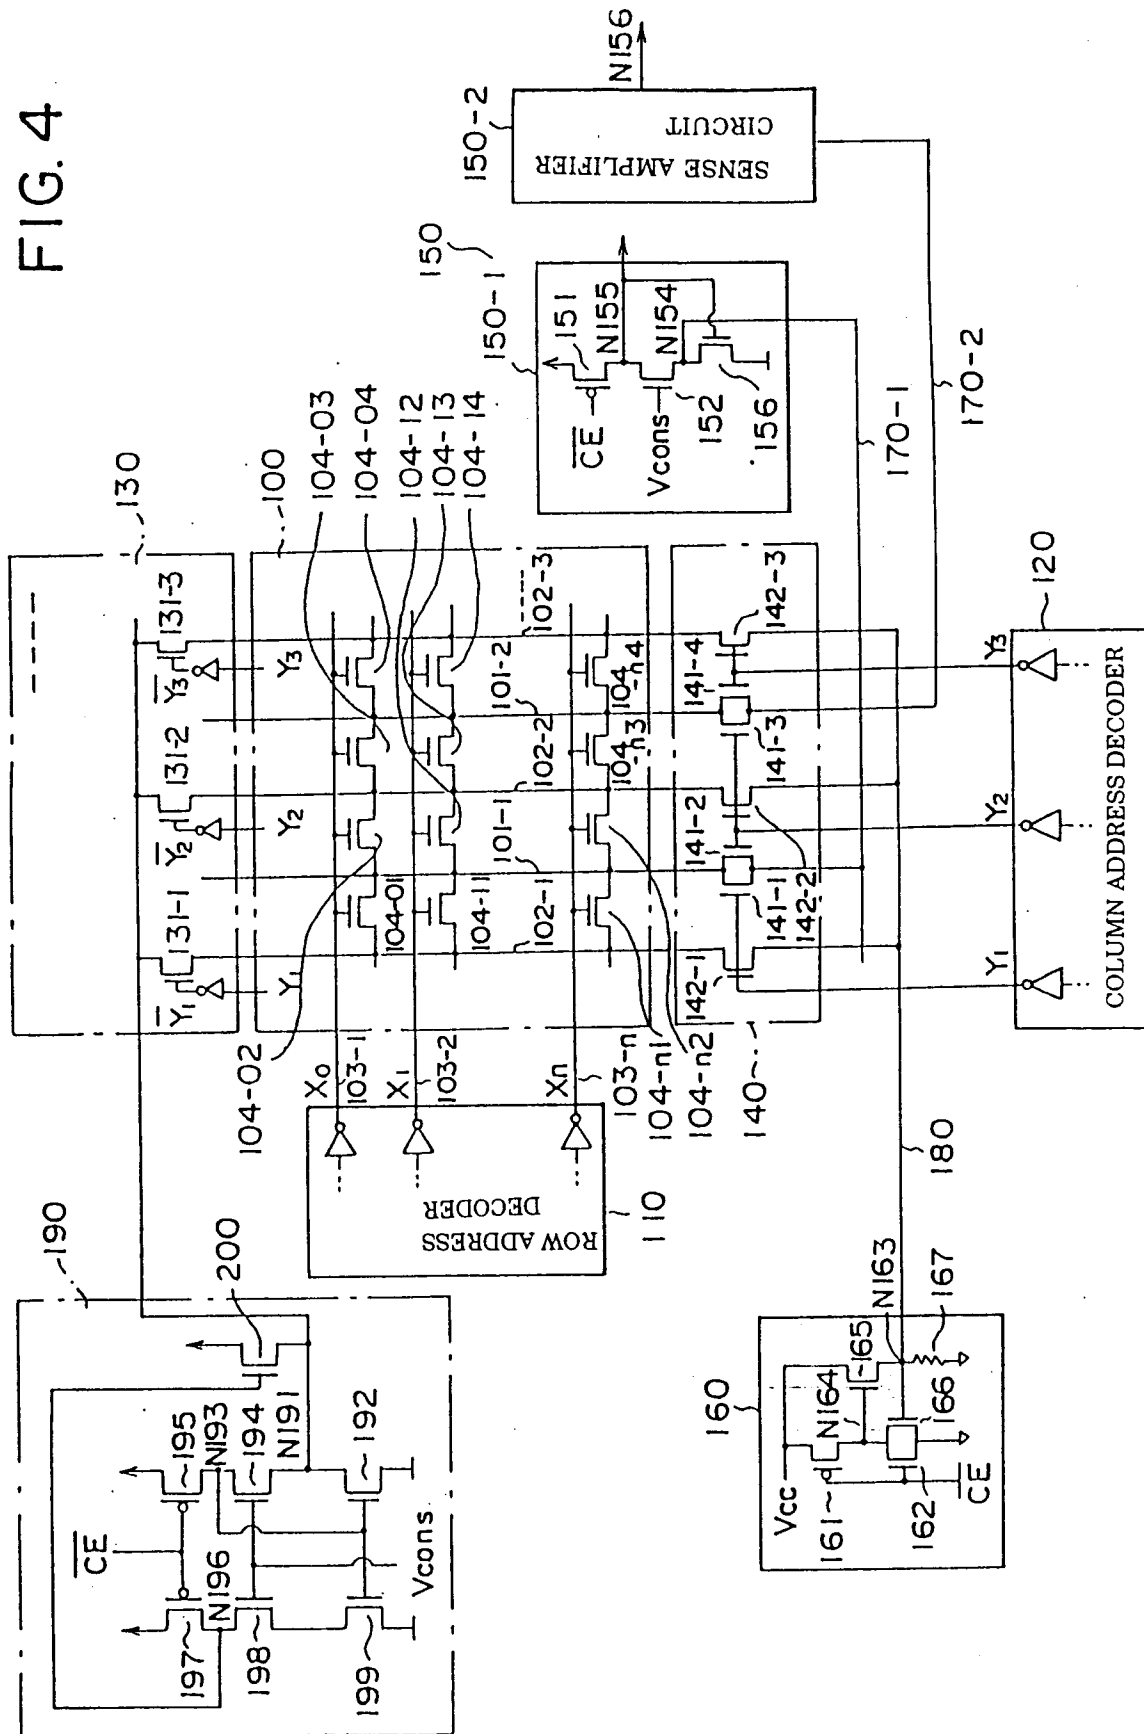 FIG. 4
190
200
CE
195
N193
194
N191
192
197
N196
198
199
Vcons
130
131-1
131-2
131-3
Y1
Y2
Y3
Y1
Y2
Y3
100
104-03
104-04
104-12
104-13
104-14
104-02
104-01
104-11
102-1
101-1
102-2
101-2
102-3
104-n3
104-n4
X0
103-1
X1
103-2
Xn
103-n
104-n1
104-n2
ROW ADDRESS
DECODER
110
140
142-1
141-1
141-2
142-2
141-3
141-4
142-3
150
150-1
151
N155
CE
Vcons
152
N154
156
150-2
SENSE AMPLIFIER
CIRCUIT
N156
170-1
170-2
180
160
Vcc
161
162
CE
N164
165
N163
166
167
Y1
Y2
Y3
120
COLUMN ADDRESS DECODER